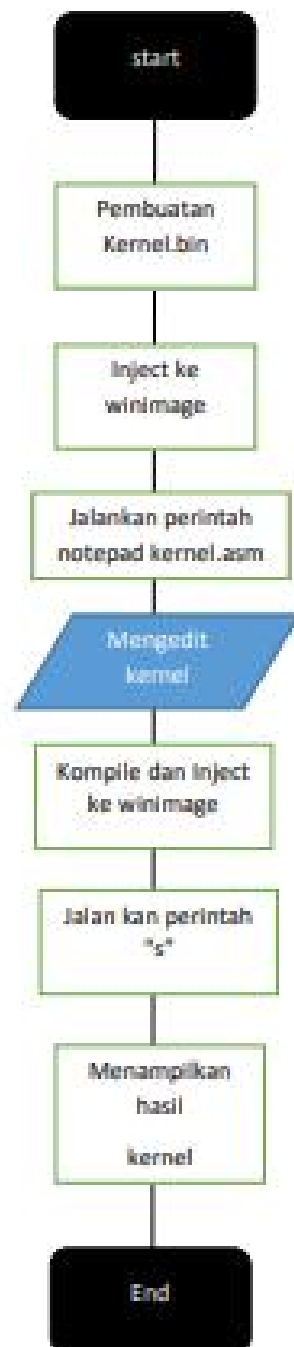 start
Pembuatan
Kernel.bin
Inject ke
winimage
Jalankan perintah
notepad kernel.asm
Mengedit
kernel
Kompile dan Inject
ke winimage
Jalan kan perintah
"s"
Menampilkan
hasil
kernel
End